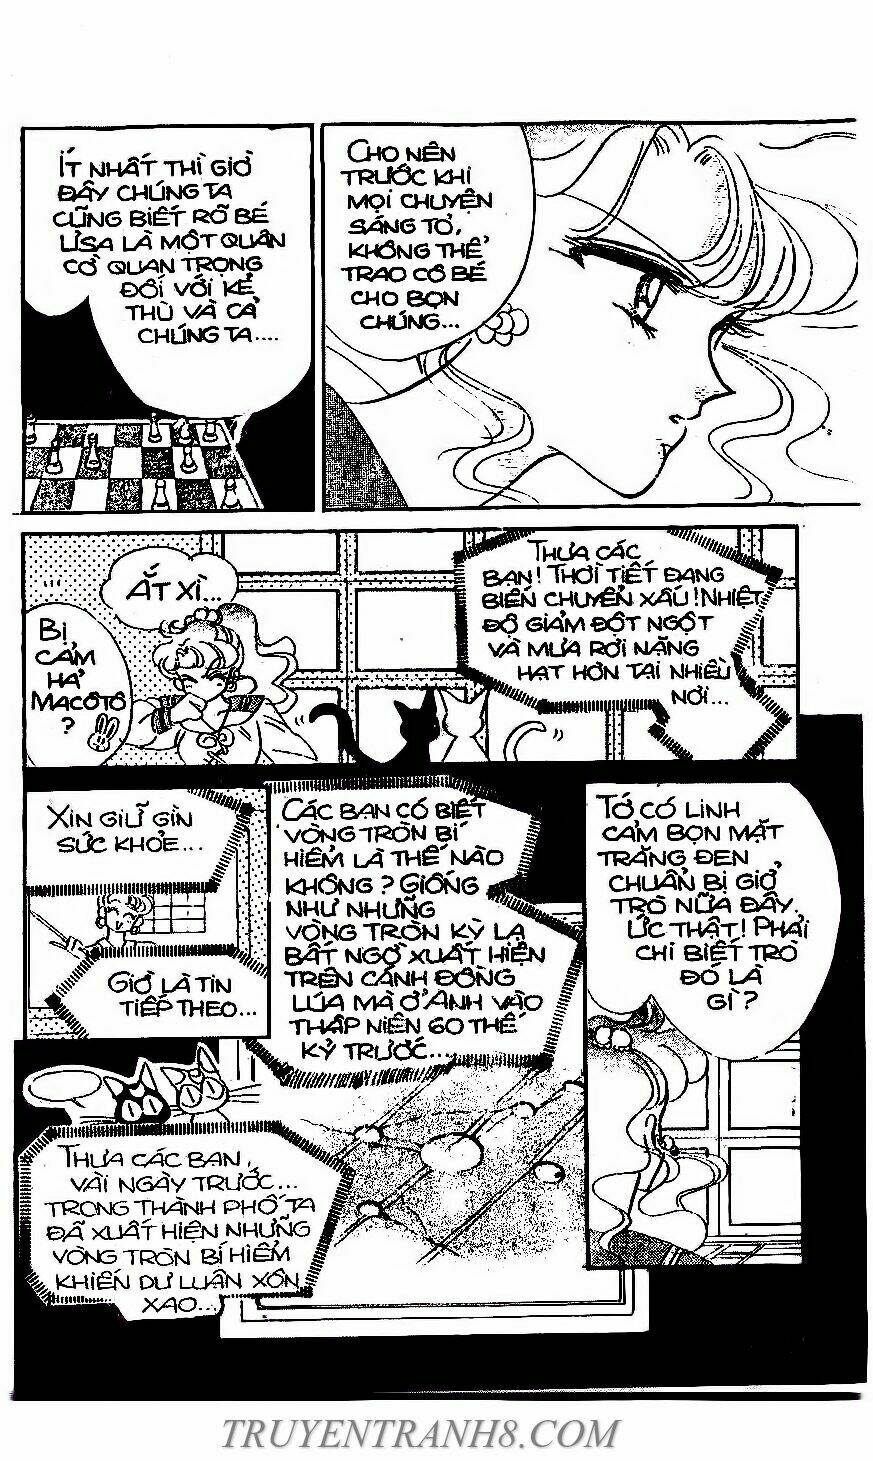 ÍT NHẤT THÌ GIỜ
ĐÂY CHÚNG TA
CŨNG BIẾT RÕ BÉ
LISA LÀ MỘT QUÂN
CỜ QUAN TRỌNG
ĐỐI VỚI KẺ
THÙ VÀ CẢ
CHÚNG TA....
CHO NÊN
TRƯỚC KHI
MỌI CHUYỆN
SÁNG TỎ,
KHÔNG THỂ
TRAO CÔ BÉ
CHO BỌN
CHÚNG...
ẮT XÌ...
BỊ
CẢM
HẢ
MACÔTÔ
?
THƯA CÁC
BẠN! THỜI TIẾT ĐANG
BIẾN CHUYỂN XẤU! NHIỆT
ĐỘ GIẢM ĐỘT NGỘT
VÀ MƯA RƠI NẶNG
HẠT HƠN TẠI NHIỀU
NƠI...
XIN GIỮ GÌN
SỨC KHỎE...
GIỜ LÀ TIN
TIẾP THEO...
CÁC BẠN CÓ BIẾT
VÒNG TRÒN BÍ
HIỂM LÀ THẾ NÀO
KHÔNG? GIỐNG
NHƯ NHỮNG
VÒNG TRÒN KỲ LẠ
BẤT NGỜ XUẤT HIỆN
TRÊN CÁNH ĐỒNG
LÚA MÀ Ở ANH VÀO
THẬP NIÊN 60 THẾ
KỶ TRƯỚC...
TỚ CÓ LINH
CẢM BỌN MẶT
TRĂNG ĐEN
CHUẨN BỊ GIỞ
TRÒ NỮA ĐÂY.
ỨC THẬT! PHẢI
CHI BIẾT TRÒ
ĐÓ LÀ
GÌ?
THƯA CÁC BẠN,
VÀI NGÀY TRƯỚC...
TRONG THÀNH PHỐ TA
ĐÃ XUẤT HIỆN NHỮNG
VÒNG TRÒN BÍ HIỂM
KHIẾN DƯ LUẬN XÔN
XAO...
TRUYENTRANH8.COM